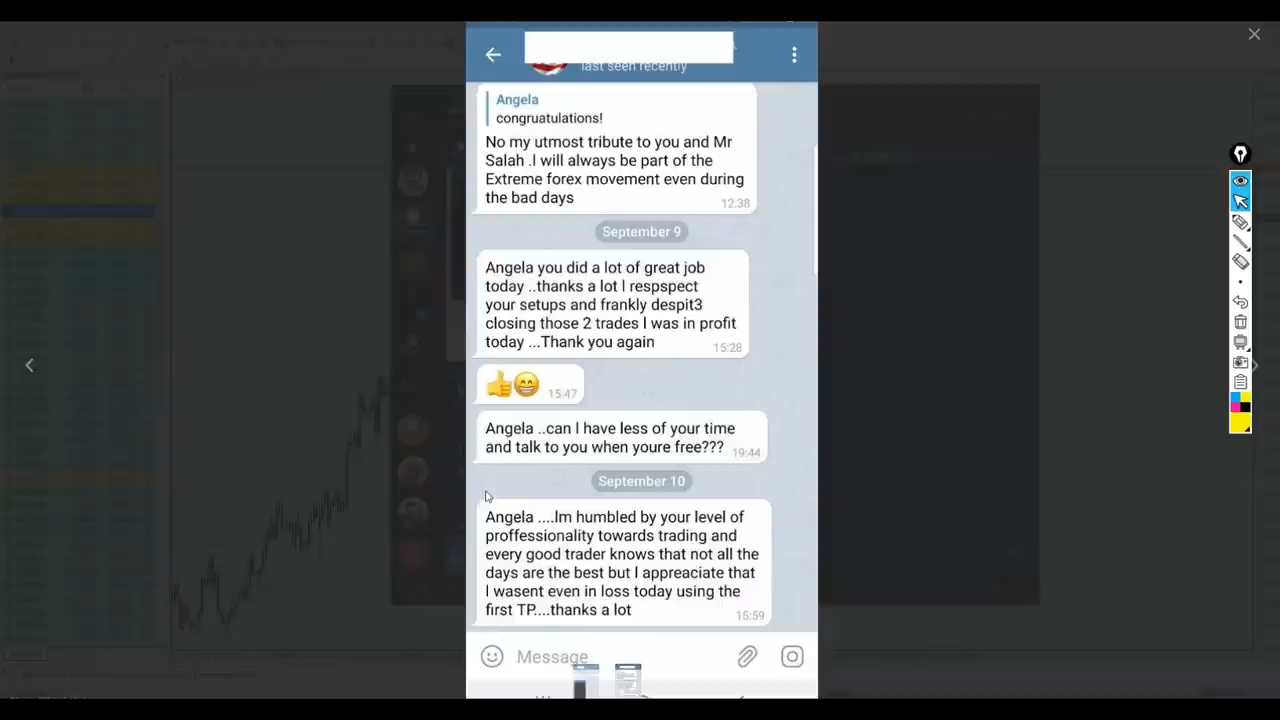 last seen recently
Angela
congruatulations!
No my utmost tribute to you and Mr
Salah .I will always be part of the
Extreme forex movement even during
the bad days
12:38
September 9
Angela you did a lot of great job
today ..thanks a lot I respspect
your setups and frankly despit3
closing those 2 trades I was in profit
today ...Thank you again
15:28
15:47
Angela ..can I have less of your time
and talk to you when youre free???
19:44
September 10
Angela ....Im humbled by your level of
proffessionality towards trading and
every good trader knows that not all the
days are the best but I appreaciate that
I wasent even in loss today using the
first TP....thanks a lot
15:59
Message